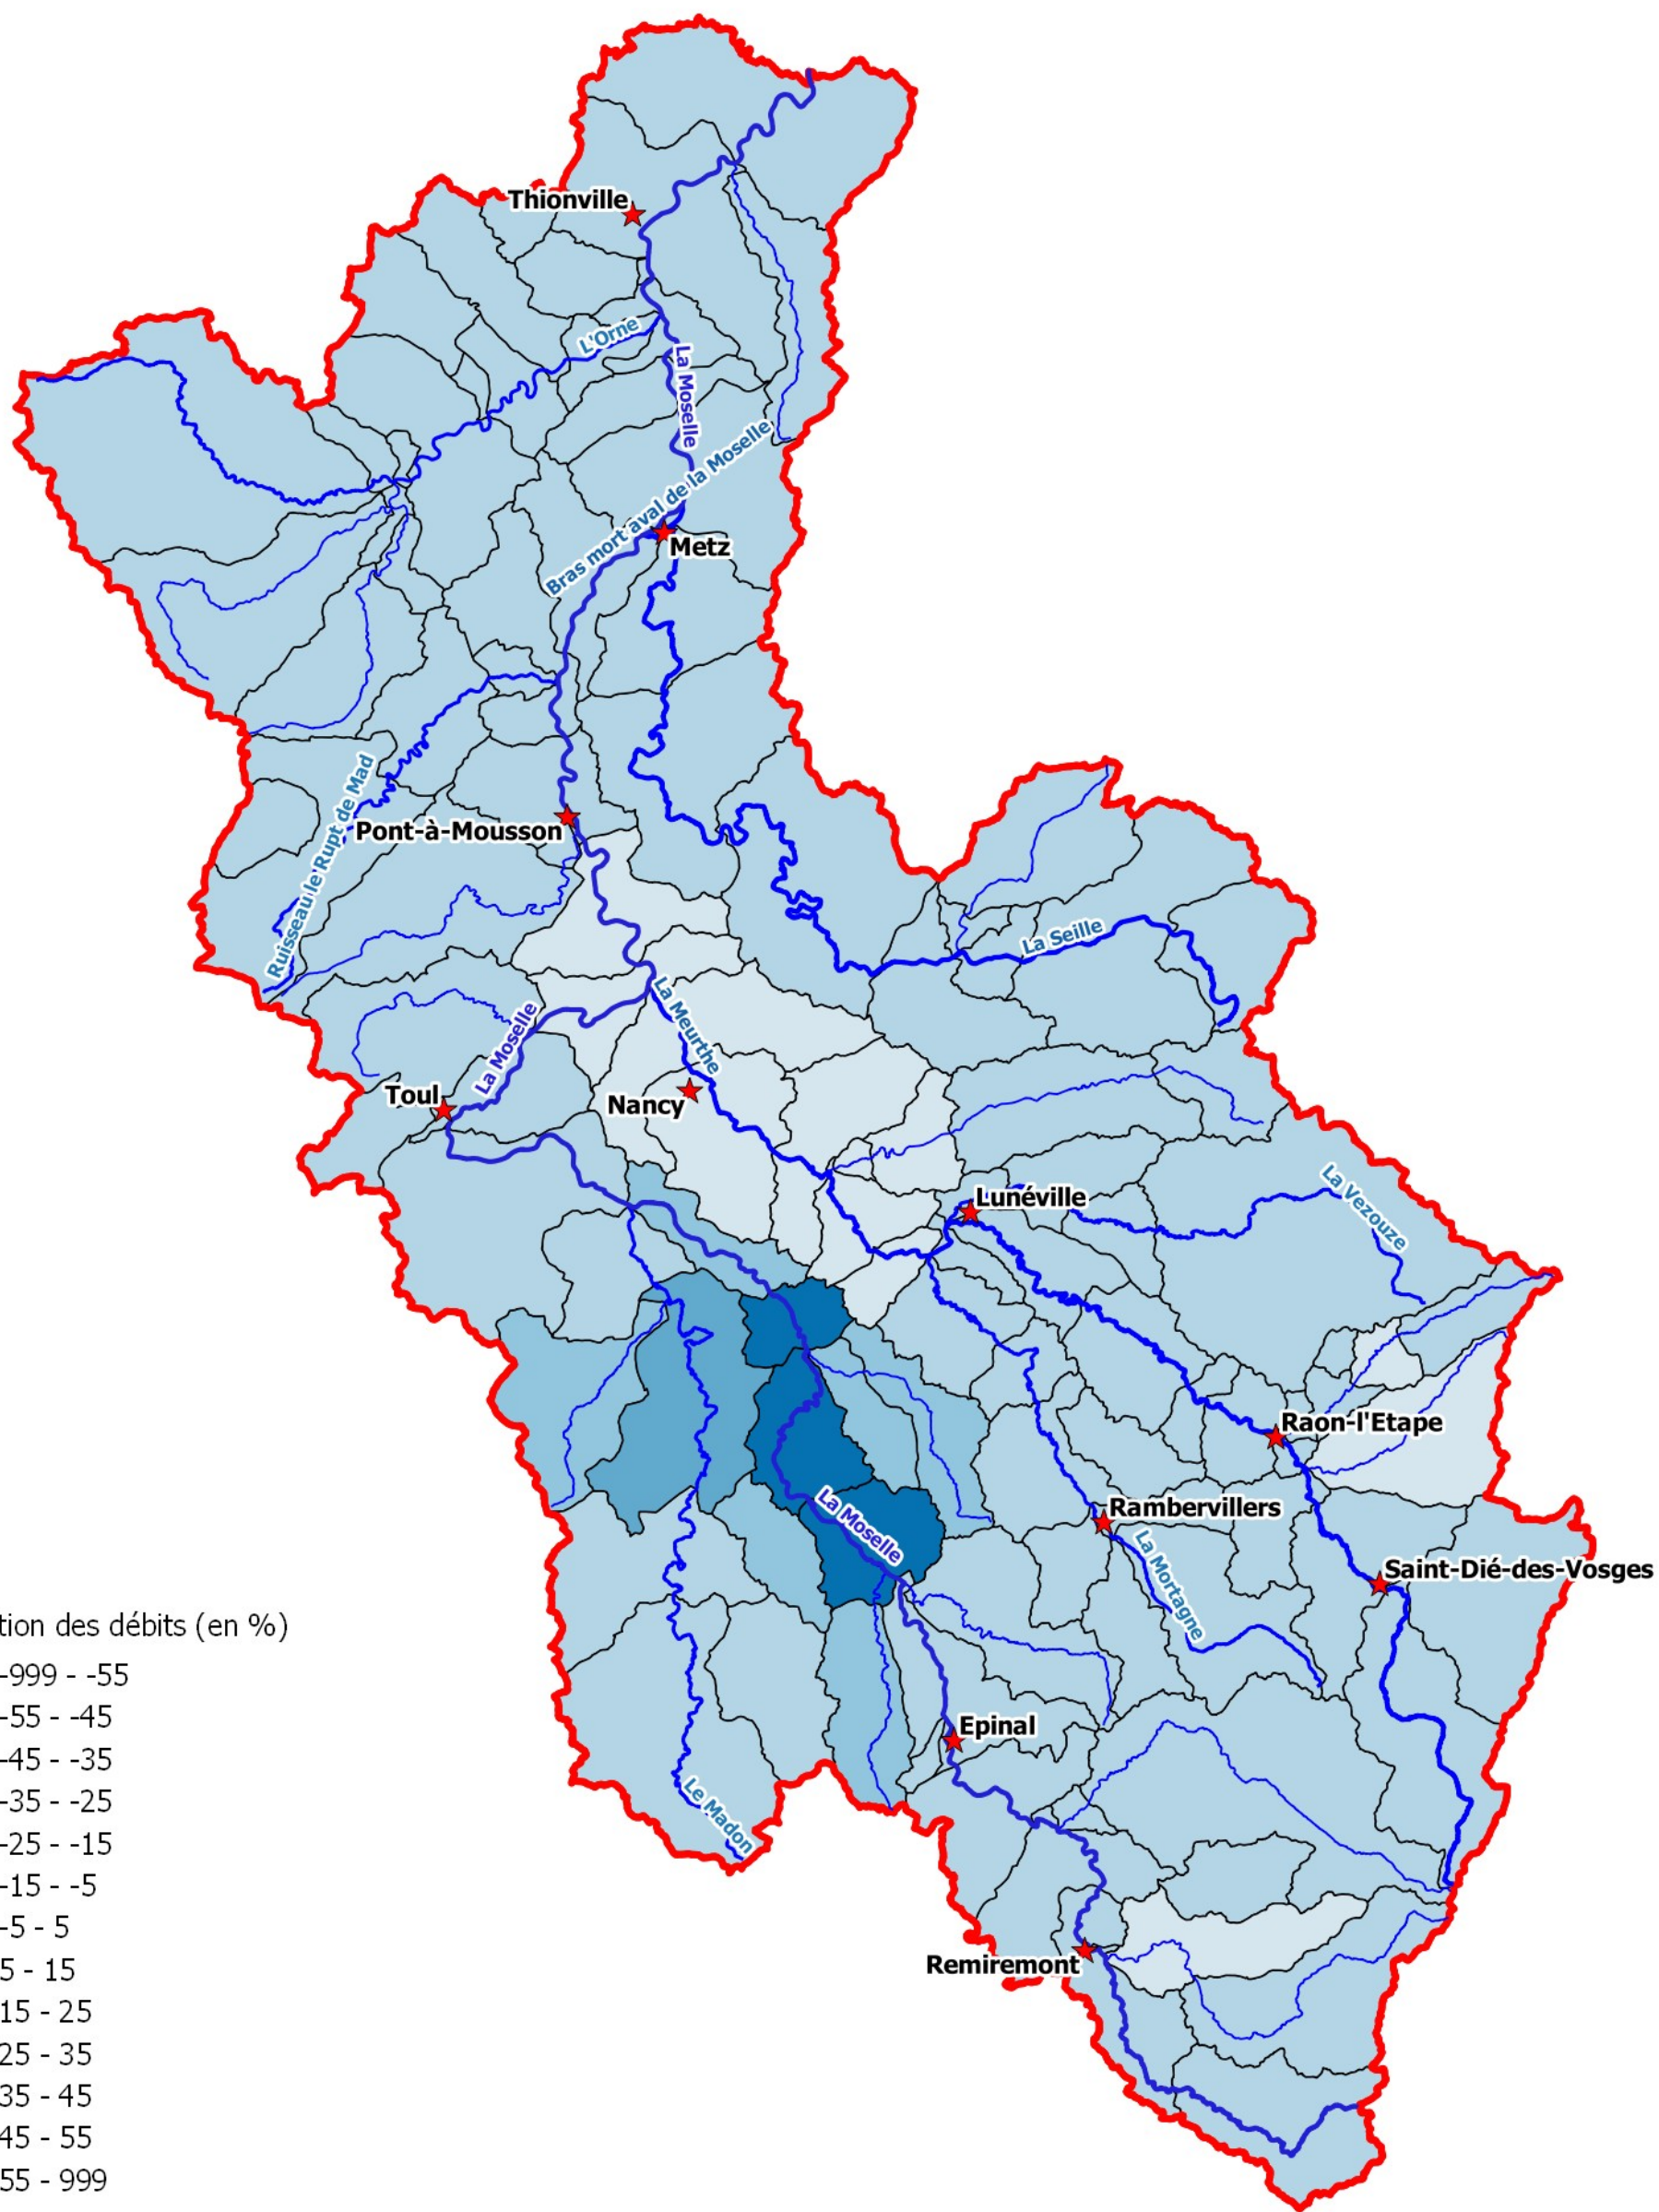 Thionville
L'Orne
La Moselle
Bras mort aval de la Moselle
Metz
Ruisseau le Rupt de Mad
Pont-à-Mousson
La Seille
La Meurthe
La Moselle
Toul
Nancy
Lunéville
La Vezouze
Raon-l'Etape
La Moselle
Rambervillers
La Mortagne
Saint-Dié-des-Vosges
Epinal
Le Madon
Remiremont
tion des débits (en %)
-999 - -55
-55 - -45
-45 - -35
-35 - -25
-25 - -15
-15 - -5
-5 - 5
5 - 15
15 - 25
25 - 35
35 - 45
45 - 55
55 - 999